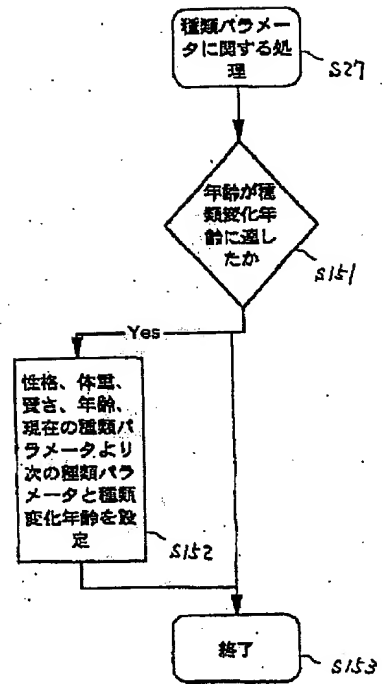 種類パラメー
タに関する処
理
S27
年齢が種
類変化年
齢に達し
たか
S151
Yes
性格、体重、
賢さ、年齢、
現在の種類パ
ラメータより
次の種類パラ
メータと種類
変化年齢を設
定
S152
終了
S153